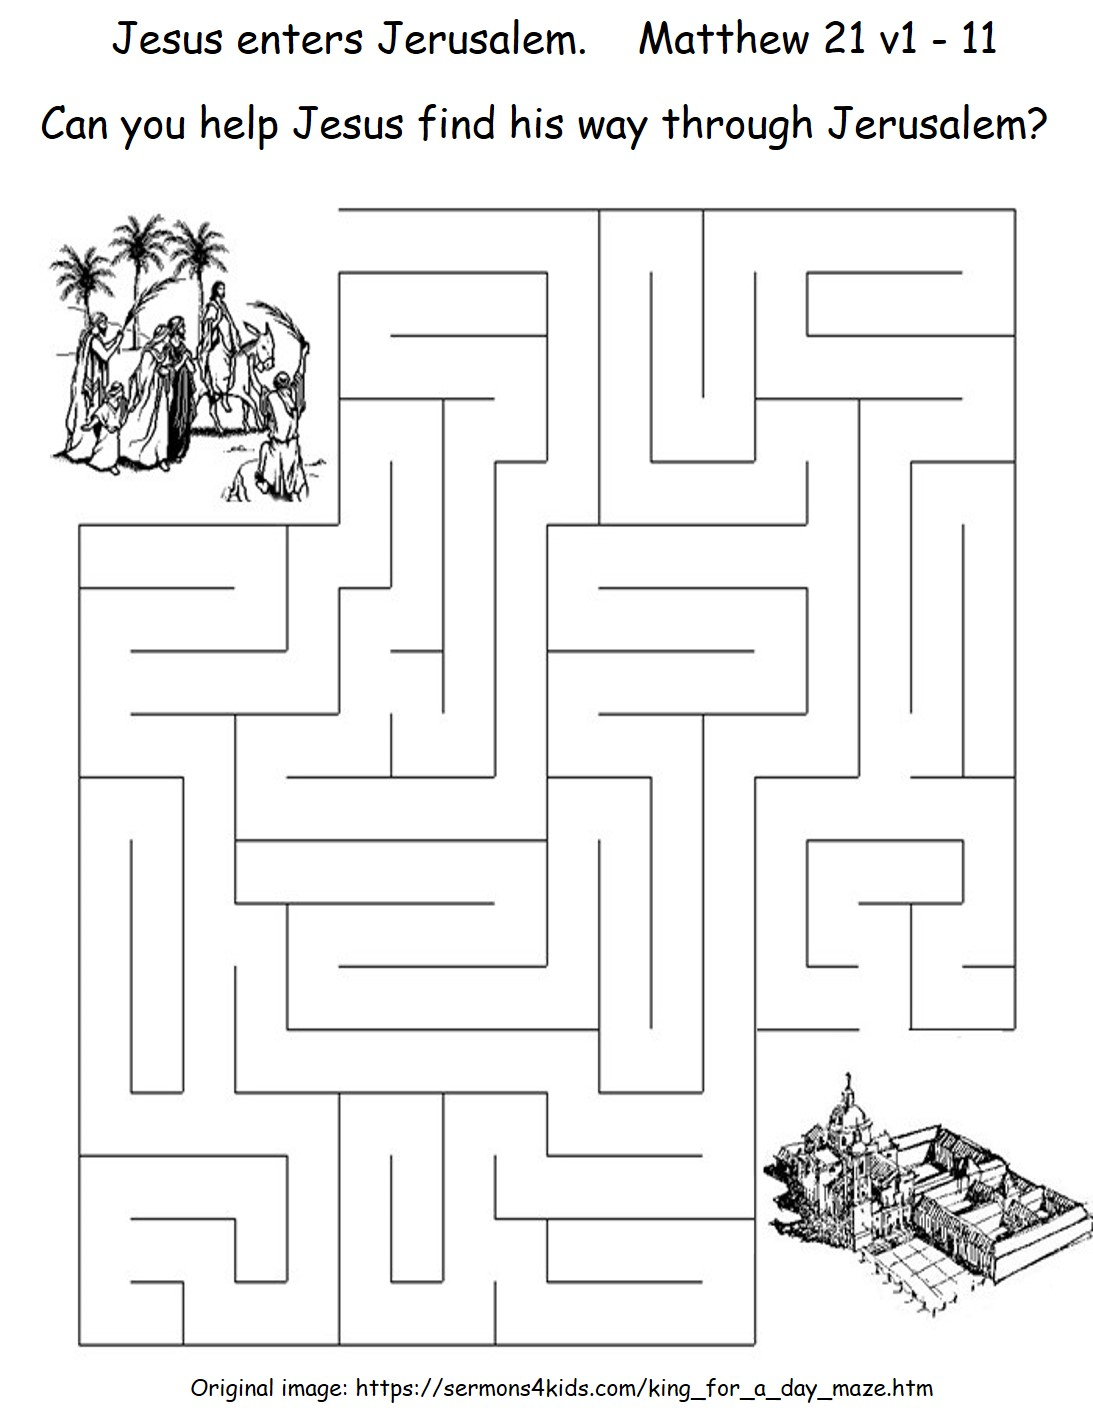 Jesus enters Jerusalem. Matthew 21 v1 - 11
Can you help Jesus find his way through Jerusalem?
Original image: https://sermons4kids.com/king_for_a_day_maze.htm